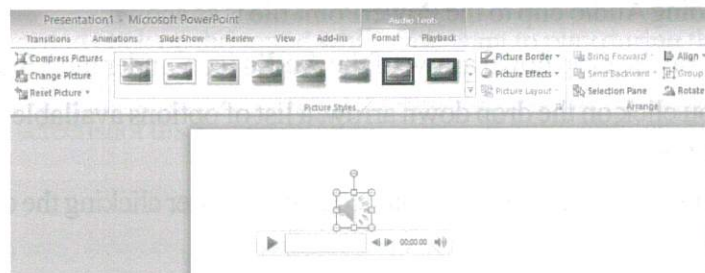 Presentation1 - Microsoft PowerPoint Audio Tools
Transitions Animations Slide Show Review View Add-Ins Format Playback
Compress Pictures Picture Border Bring Forward Align
Change Picture Picture Effects Send Backward Group
Reset Picture Picture Layout Selection Pane Rotate
Picture Styles Arrange
00:00.00